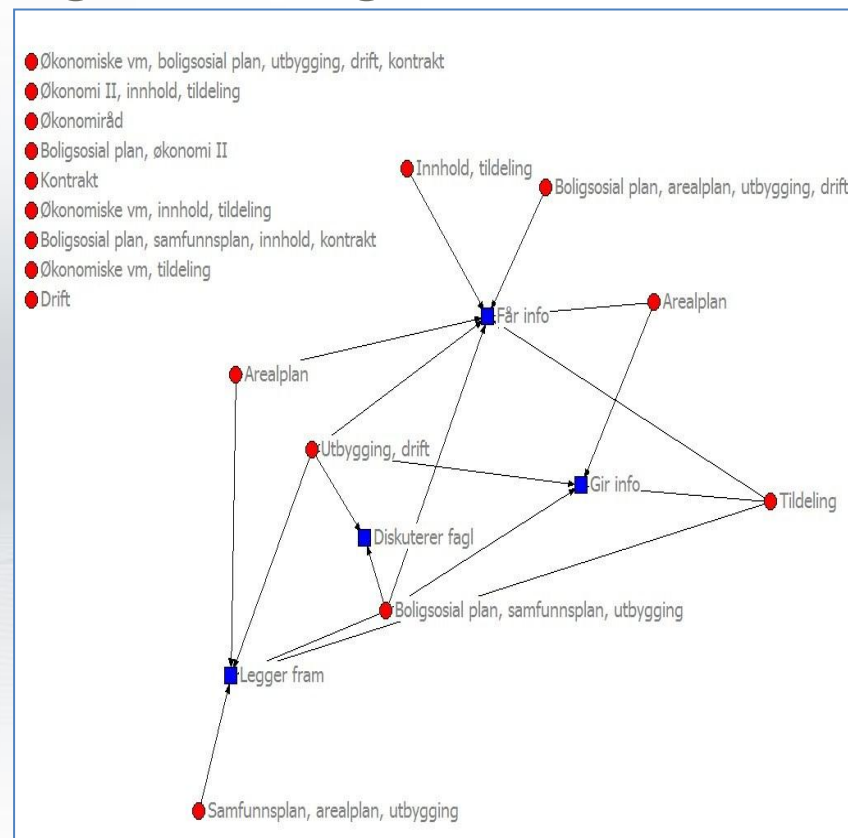 Økonomiske vm, boligsosial plan, utbygging, drift, kontrakt
Økonomi II, innhold, tildeling
Økonomiråd
Boligsosial plan, økonomi II
Kontrakt
Økonomiske vm, innhold, tildeling
Boligsosial plan, samfunnsplan, innhold, kontrakt
Økonomiske vm, tildeling
Drift
Innhold, tildeling
Boligsosial plan, arealplan, utbygging, drift
Arealplan
Får info
Arealplan
Utbygging, drift
Gir info
Tildeling
Diskuterer fagl
Boligsosial plan, samfunnsplan, utbygging
Legger fram
Samfunnsplan, arealplan, utbygging